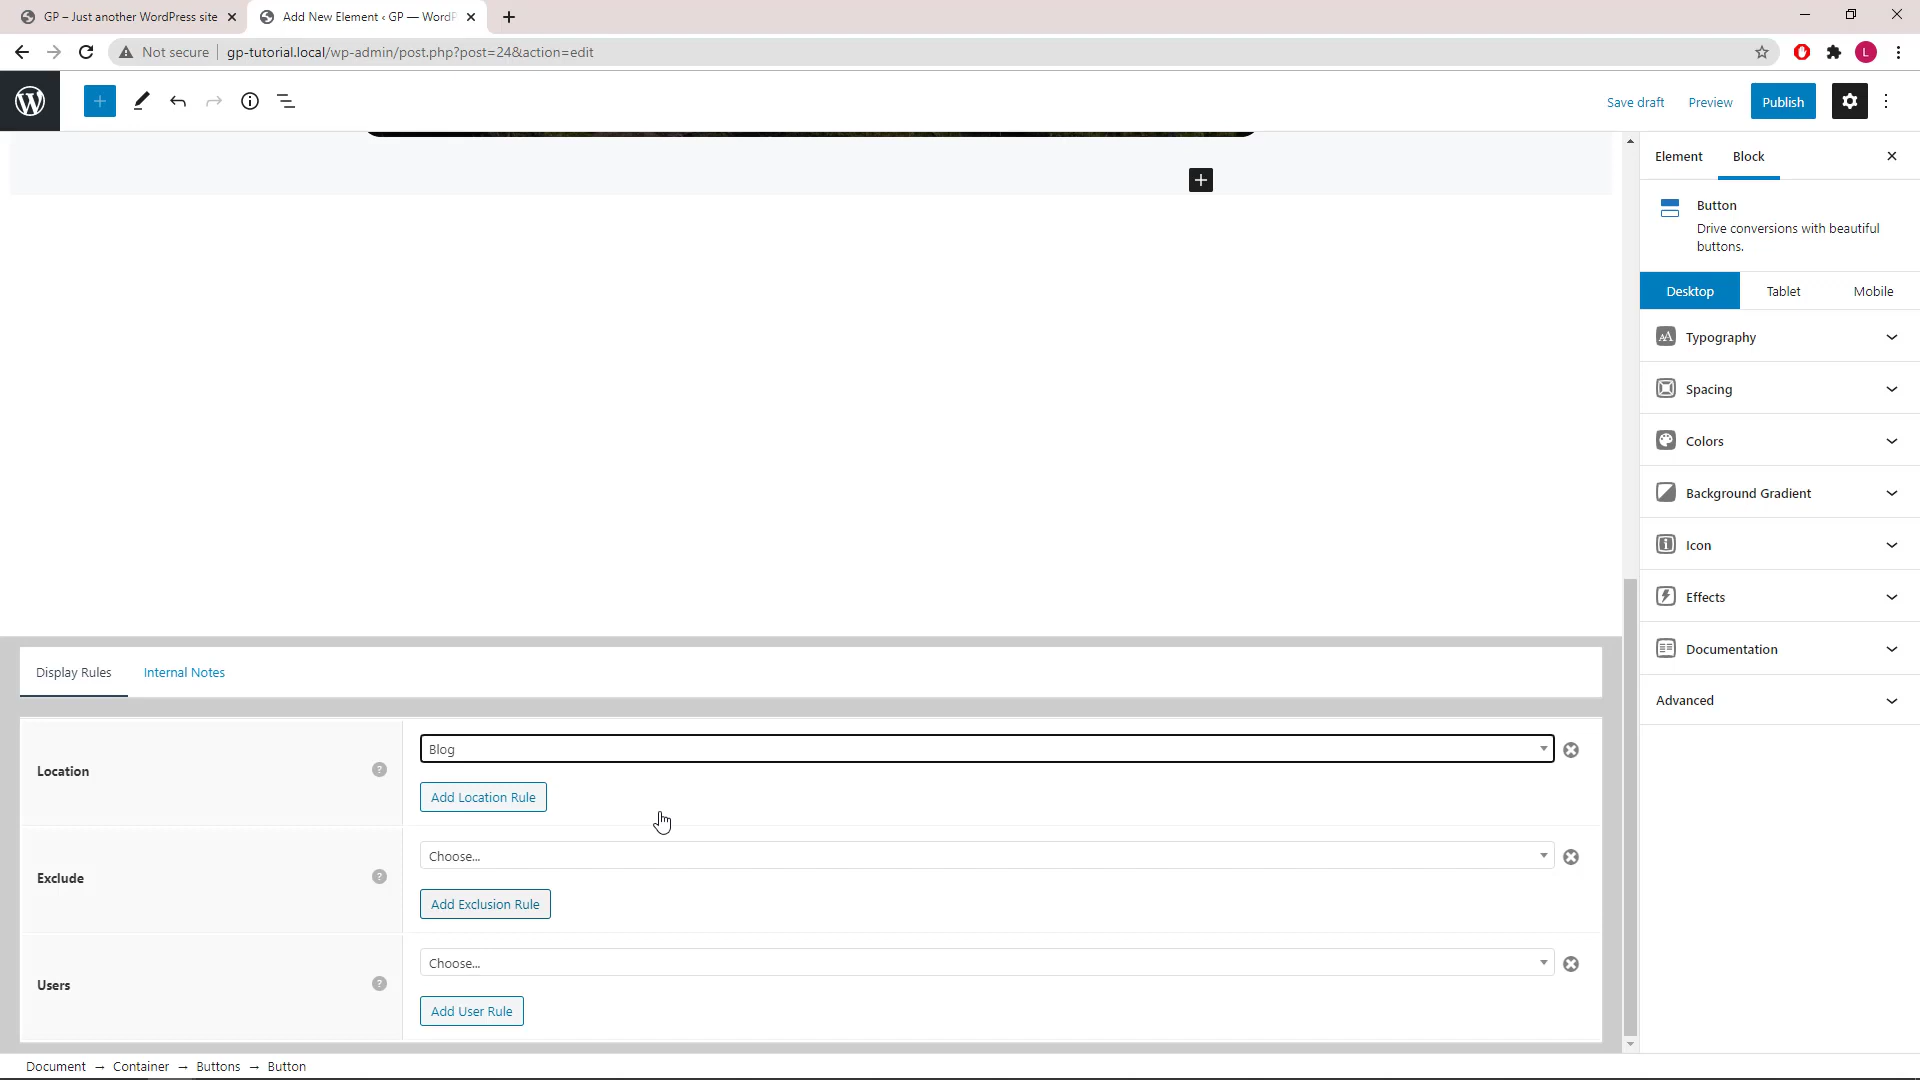 GP – Just another WordPress site
Add New Element ‹ GP — WordP
Not secure
gp-tutorial.local/wp-admin/post.php?post=24&action=edit
L
Save draft
Preview
Publish
Element
Block
Button
Drive conversions with beautiful
buttons.
Desktop
Tablet
Mobile
Typography
Spacing
Colors
Background Gradient
Icon
Effects
Documentation
Advanced
Display Rules
Internal Notes
Location
Blog
Add Location Rule
Exclude
Choose...
Add Exclusion Rule
Users
Choose...
Add User Rule
Document → Container → Buttons → Button